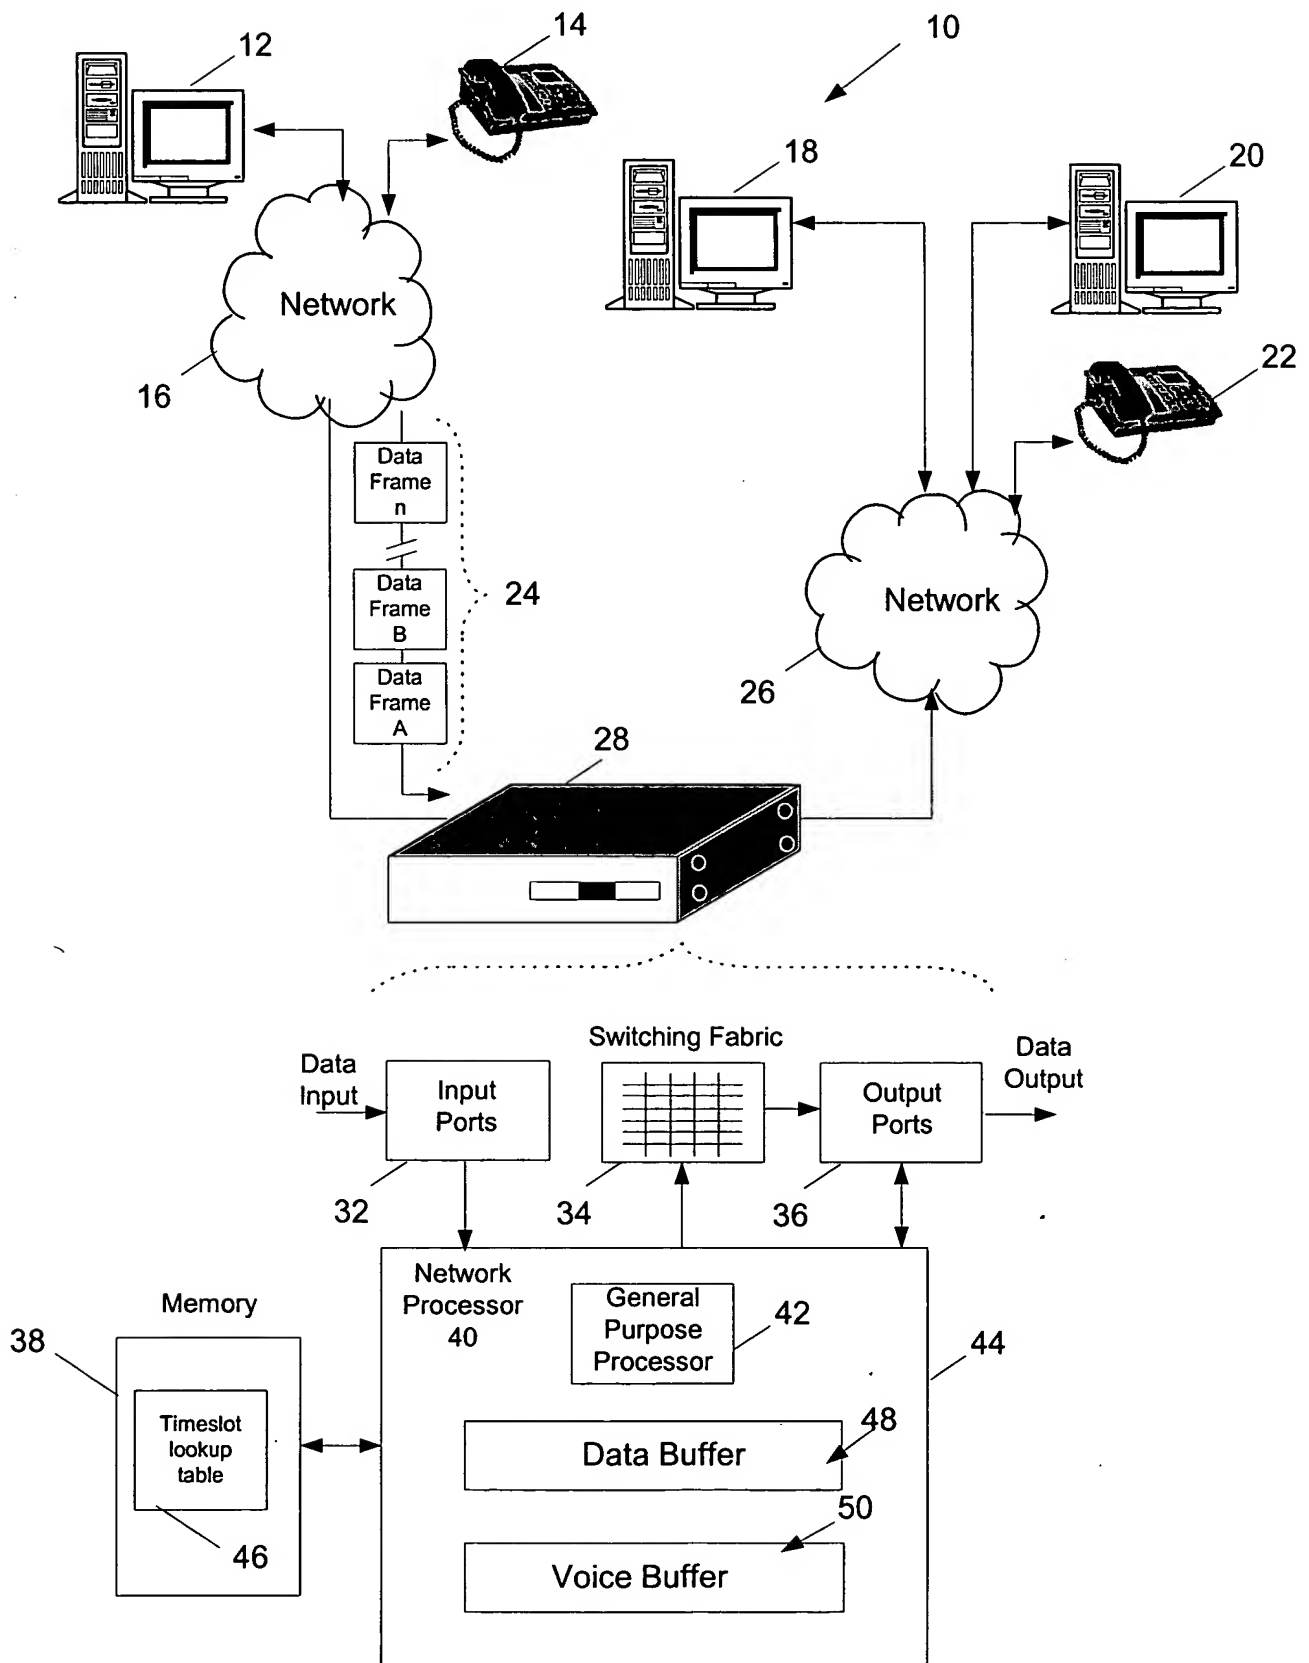 14
10
12
18
20
Network
22
16
Data
Frame
n
Data
Frame
B
24
Network
Data
Frame
A
26
28
Switching Fabric
Data
Input
Input
Ports
Output
Ports
Data
Output
32
34
36
Network
Processor
40
General
Purpose
Processor
42
Memory
38
44
Timeslot
lookup
table
48
Data Buffer
46
50
Voice Buffer